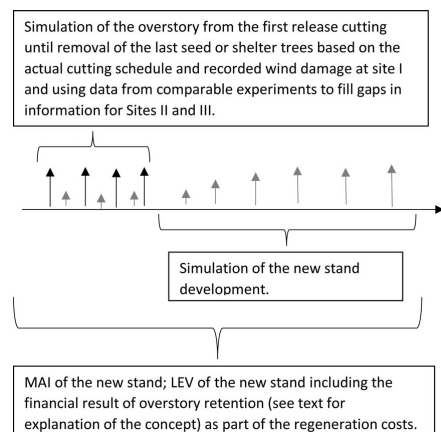 Simulation of the overstory from the first release cutting
until removal of the last seed or shelter trees based on the
actual cutting schedule and recorded wind damage at site I
and using data from comparable experiments to fill gaps in
information for Sites II and III.
Simulation of the new stand
development.
MAI of the new stand; LEV of the new stand including the
financial result of overstory retention (see text for
explanation of the concept) as part of the regeneration costs.